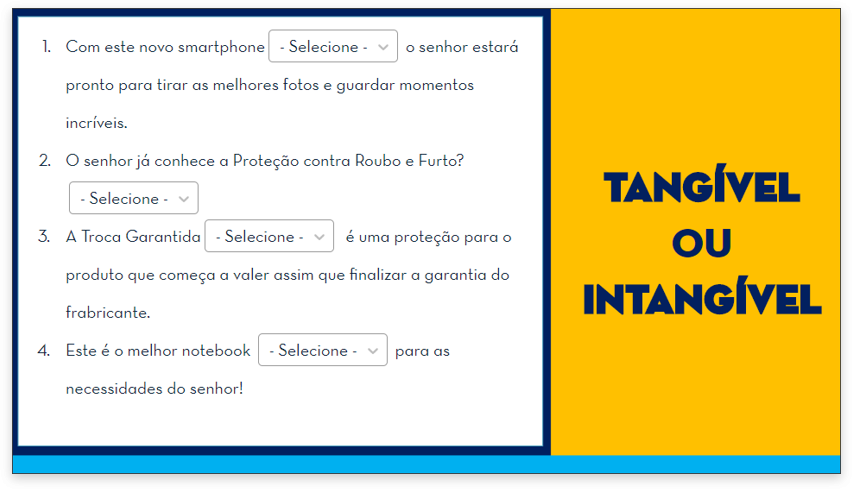 1. Com este novo smartphone - Selecione - o senhor estará
pronto para tirar as melhores fotos e guardar momentos
incríveis.
2. O senhor já conhece a Proteção contra Roubo e Furto?
- Selecione -
3. A Troca Garantida - Selecione - é uma proteção para o
produto que começa a valer assim que finalizar a garantia do
frabricante.
4. Este é o melhor notebook - Selecione - para as
necessidades do senhor!
TANGÍVEL
OU
INTANGÍVEL